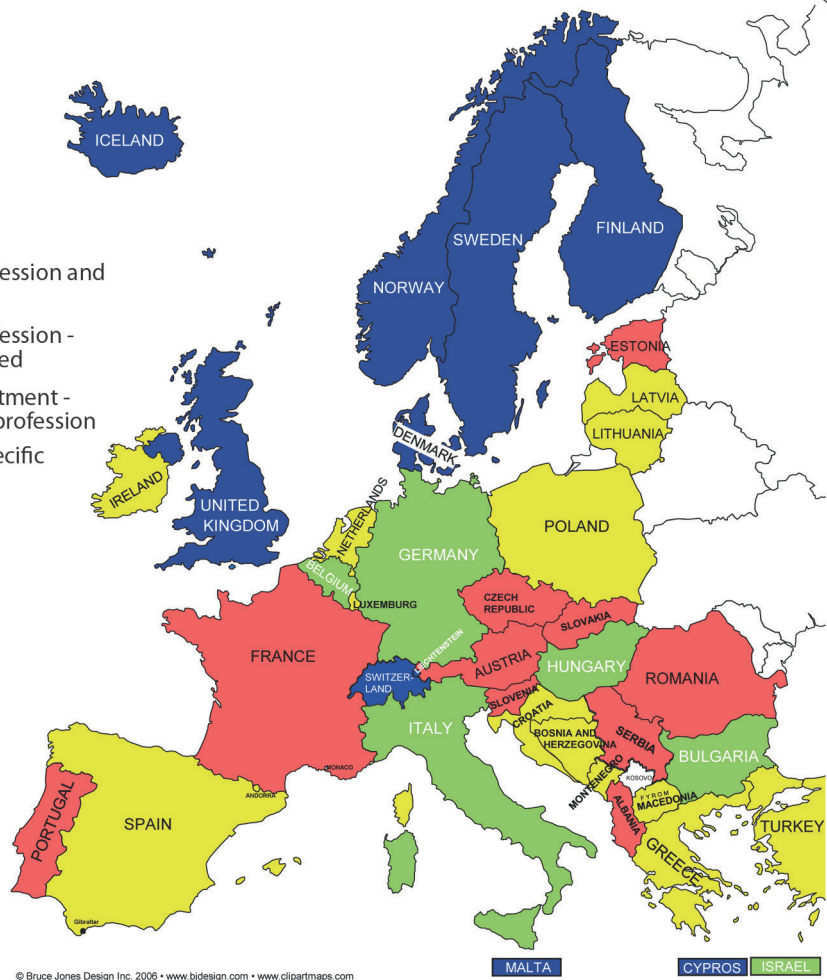 ICELAND
FINLAND
SWEDEN
ession and
NORWAY
ession -
ed
ESTONIA
tment -
LATVIA
profession
LITHUANIA
DENMARK
ecific
IRELAND
NETHERLANDS
UNITED
KINGDOM
POLAND
GERMANY
BELGIUM
LUXEMBURG
CZECH
REPUBLIC
SLOVAKIA
FRANCE
LIECHTENSTEIN
AUSTRIA
HUNGARY
SWITZER-
LAND
ROMANIA
SLOVENIA
CROATIA
ITALY
BOSNIA AND
HERZEGOVINA
SERBIA
BULGARIA
MONACO
MONTENEGRO
KOSOVO
ANDORRA
FYROM
MACEDONIA
ALBANIA
PORTUGAL
SPAIN
TURKEY
GREECE
Gibraltar
MALTA
CYPROS
ISRAEL
© Bruce Jones Design Inc. 2006 • www.bjdesign.com • www.clipartmaps.com